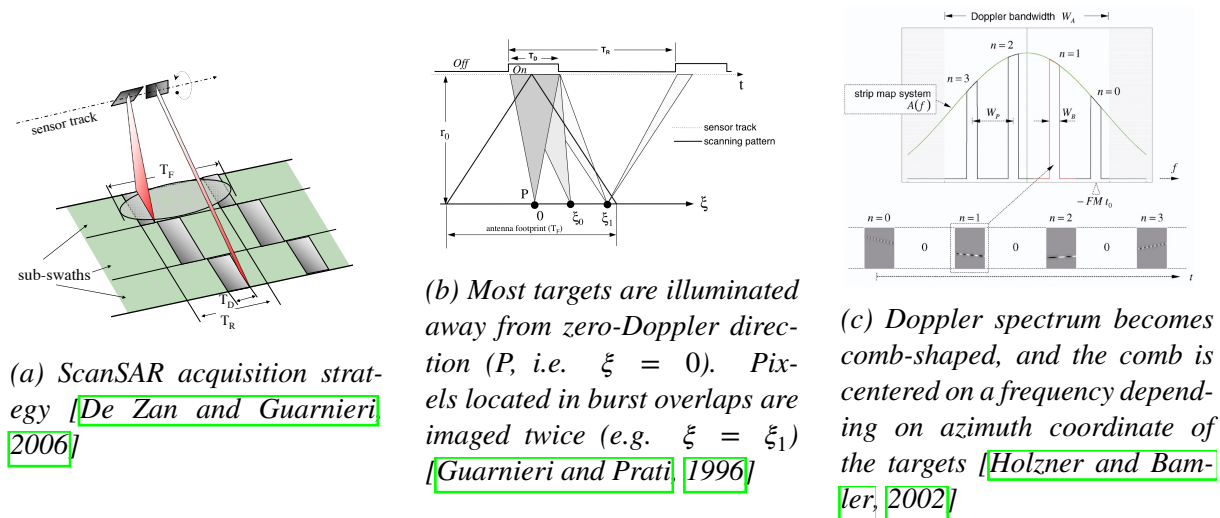 sensor track
T_F
sub-swaths
T_D
T_R
(a) ScanSAR acquisition strat-
egy [De Zan and Guarnieri,
2006]
T_R
T_D
Off
On
t
r_0
sensor track
scanning pattern
P
0
ξ_0
ξ_1
ξ
antenna footprint (T_F)
(b) Most targets are illuminated
away from zero-Doppler direc-
tion (P, i.e. ξ = 0). Pix-
els located in burst overlaps are
imaged twice (e.g. ξ = ξ_1)
[Guarnieri and Prati, 1996]
Doppler bandwidth W_A
n = 2
n = 1
n = 3
n = 0
strip map system
A(f)
W_P
W_B
f
− FM t_0
n = 0
n = 1
n = 2
n = 3
0
0
0
t
(c) Doppler spectrum becomes
comb-shaped, and the comb is
centered on a frequency depend-
ing on azimuth coordinate of
the targets [Holzner and Bam-
ler, 2002]